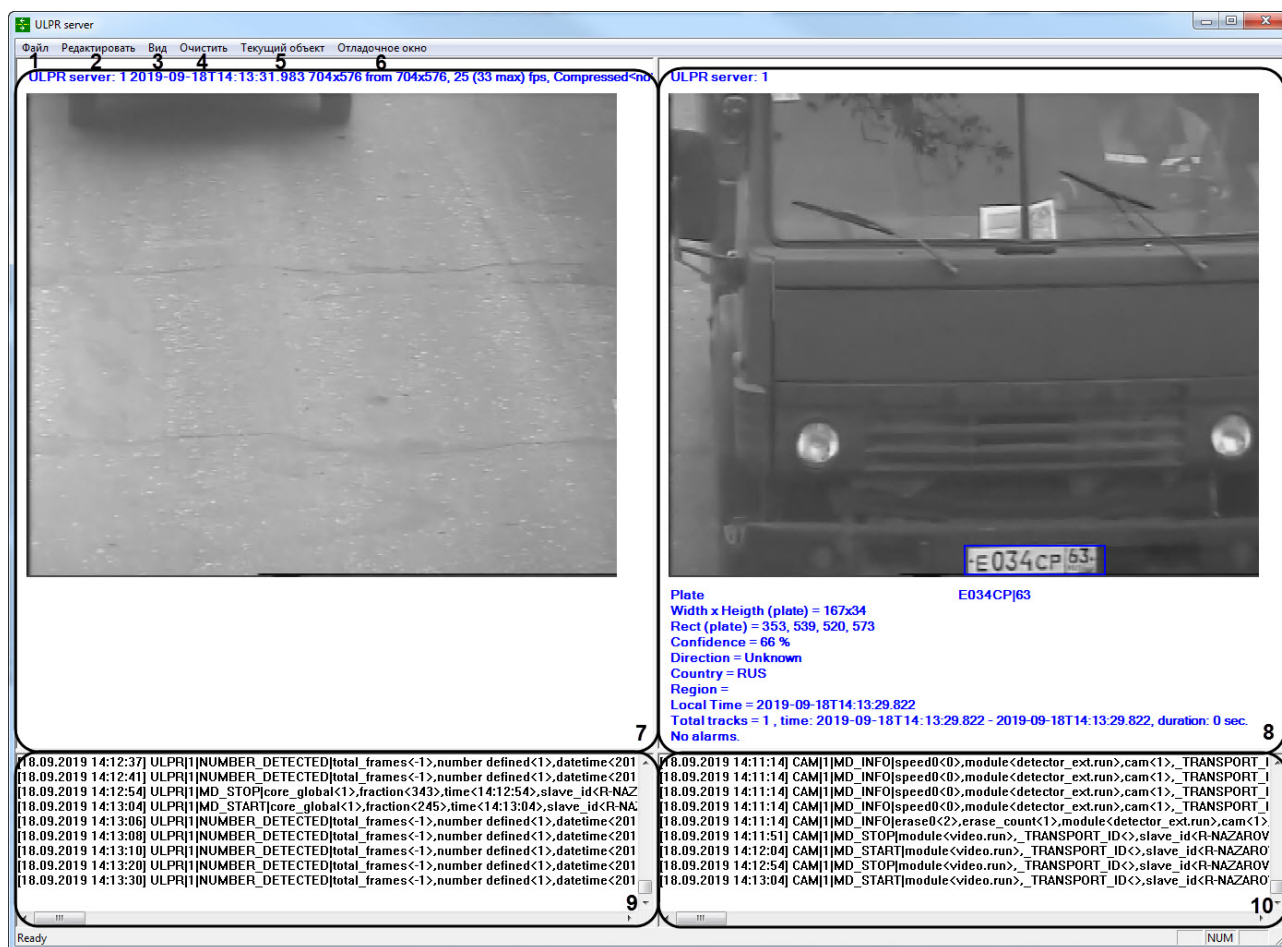 ULPR server
Файл Редактировать Вид Очистить Текущий объект Отладочное окно
1 2 3 4 5 6
ULPR server: 1 2019-09-18T14:13:31.983 704x576 from 704x576, 25 (33 max) fps, Compressed<no
ULPR server: 1
E034CP 63
Plate E034CP|63
Width x Heigth (plate) = 167x34
Rect (plate) = 353, 539, 520, 573
Confidence = 66 %
Direction = Unknown
Country = RUS
Region =
Local Time = 2019-09-18T14:13:29.822
Total tracks = 1 , time: 2019-09-18T14:13:29.822 - 2019-09-18T14:13:29.822, duration: 0 sec.
No alarms.
7
8
[18.09.2019 14:12:37] ULPR|1|NUMBER_DETECTED|total_frames<-1>,number defined<1>,datetime<201
[18.09.2019 14:12:41] ULPR|1|NUMBER_DETECTED|total_frames<-1>,number defined<1>,datetime<201
[18.09.2019 14:12:54] ULPR|1|MD_STOP|core_global<1>,fraction<343>,time<14:12:54>,slave_id<R-NAZ
[18.09.2019 14:13:04] ULPR|1|MD_START|core_global<1>,fraction<245>,time<14:13:04>,slave_id<R-NA
[18.09.2019 14:13:06] ULPR|1|NUMBER_DETECTED|total_frames<-1>,number defined<1>,datetime<201
[18.09.2019 14:13:08] ULPR|1|NUMBER_DETECTED|total_frames<-1>,number defined<1>,datetime<201
[18.09.2019 14:13:10] ULPR|1|NUMBER_DETECTED|total_frames<-1>,number defined<1>,datetime<201
[18.09.2019 14:13:20] ULPR|1|NUMBER_DETECTED|total_frames<-1>,number defined<1>,datetime<201
[18.09.2019 14:13:30] ULPR|1|NUMBER_DETECTED|total_frames<-1>,number defined<1>,datetime<201
9
[18.09.2019 14:11:14] CAM|1|MD_INFO|speed0<0>,module<detector_ext.run>,cam<1>,_TRANSPORT_I
[18.09.2019 14:11:14] CAM|1|MD_INFO|speed0<0>,module<detector_ext.run>,cam<1>,_TRANSPORT_I
[18.09.2019 14:11:14] CAM|1|MD_INFO|speed0<0>,module<detector_ext.run>,cam<1>,_TRANSPORT_I
[18.09.2019 14:11:14] CAM|1|MD_INFO|speed0<0>,module<detector_ext.run>,cam<1>,_TRANSPORT_I
[18.09.2019 14:11:14] CAM|1|MD_INFO|erase0<2>,erase_count<1>,module<detector_ext.run>,cam<1>
[18.09.2019 14:11:51] CAM|1|MD_STOP|module<video.run>,_TRANSPORT_ID<>,slave_id<R-NAZAROV
[18.09.2019 14:12:04] CAM|1|MD_START|module<video.run>,_TRANSPORT_ID<>,slave_id<R-NAZARO
[18.09.2019 14:12:54] CAM|1|MD_STOP|module<video.run>,_TRANSPORT_ID<>,slave_id<R-NAZAROV
[18.09.2019 14:13:04] CAM|1|MD_START|module<video.run>,_TRANSPORT_ID<>,slave_id<R-NAZARO
10
Ready NUM